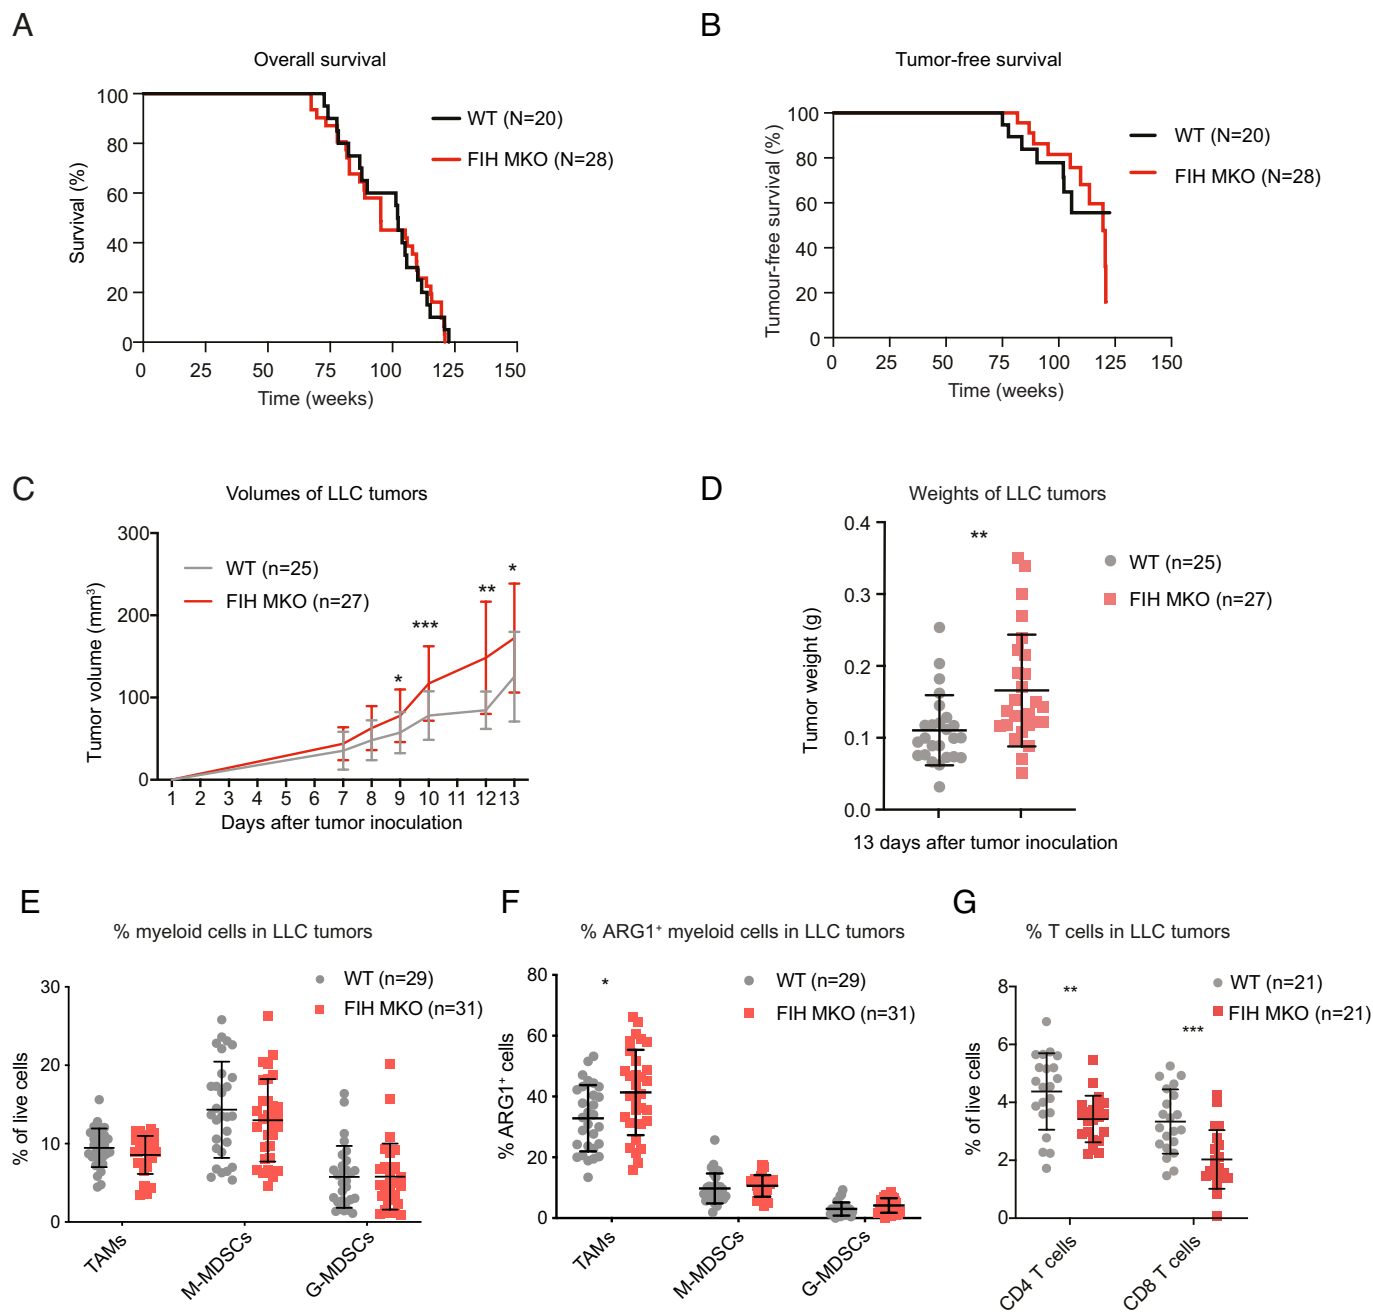 A
Overall survival
100
80
60
40
20
0
Survival (%)
WT (N=20)
FIH MKO (N=28)
0 25 50 75 100 125 150
Time (weeks)
B
Tumor-free survival
100
80
60
40
20
0
Tumour-free survival (%)
WT (N=20)
FIH MKO (N=28)
0 25 50 75 100 125 150
Time (weeks)
C
Volumes of LLC tumors
300
200
100
0
Tumor volume (mm³)
WT (n=25)
FIH MKO (n=27)
*
***
**
*
1 2 3 4 5 6 7 8 9 10 11 12 13
Days after tumor inoculation
D
Weights of LLC tumors
0.4
0.3
0.2
0.1
0.0
Tumor weight (g)
**
WT (n=25)
FIH MKO (n=27)
13 days after tumor inoculation
E
% myeloid cells in LLC tumors
WT (n=29)
FIH MKO (n=31)
30
20
10
0
% of live cells
TAMs
M-MDSCs
G-MDSCs
F
% ARG1⁺ myeloid cells in LLC tumors
80
60
40
20
0
% ARG1⁺ cells
*
WT (n=29)
FIH MKO (n=31)
TAMs
M-MDSCs
G-MDSCs
G
% T cells in LLC tumors
8
6
4
2
0
% of live cells
**
***
WT (n=21)
FIH MKO (n=21)
CD4 T cells
CD8 T cells